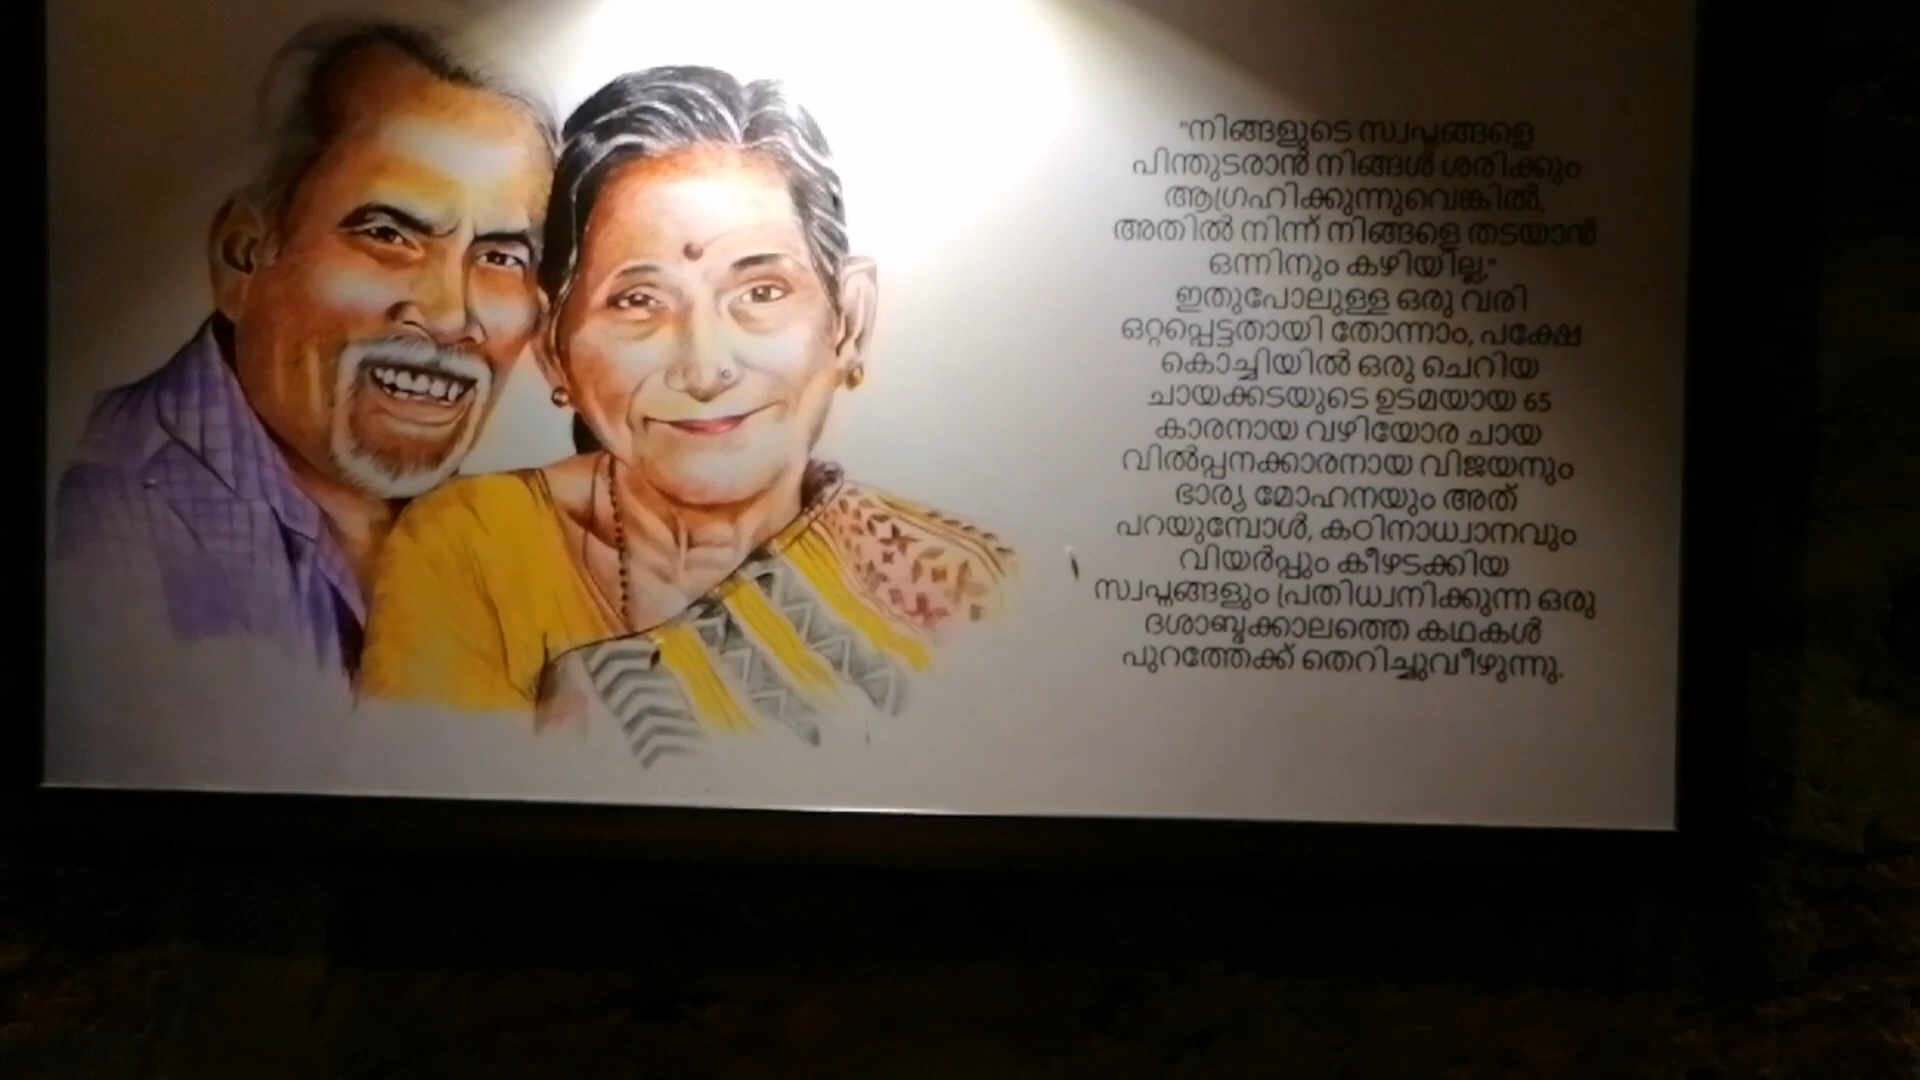 "നിങ്ങളുടെ സ്വപ്നങ്ങളെ
പിന്തുടരാൻ നിങ്ങൾ ശരിക്കും
ആഗ്രഹിക്കുന്നുവെങ്കിൽ,
അതിൽ നിന്ന് നിങ്ങളെ തടയാൻ
ഒന്നിനും കഴിയില്ല,"
ഇതുപോലുള്ള ഒരു വരി
ഒറ്റപ്പെട്ടതായി തോന്നാം, പക്ഷേ
കൊച്ചിയിൽ ഒരു ചെറിയ
ചായക്കടയുടെ ഉടമയായ 65
കാരനായ വഴിയോര ചായ
വിൽപ്പനക്കാരനായ വിജയനും
ഭാര്യ മോഹനയും അത്
പറയുമ്പോൾ, കഠിനാധ്വാനവും
വിയർപ്പും കീഴടക്കിയ
സ്വപ്നങ്ങളും പ്രതിധ്വനിക്കുന്ന ഒരു
ദശാബ്ദക്കാലത്തെ കഥകൾ
പുറത്തേക്ക് തെറിച്ചുവീഴുന്നു.